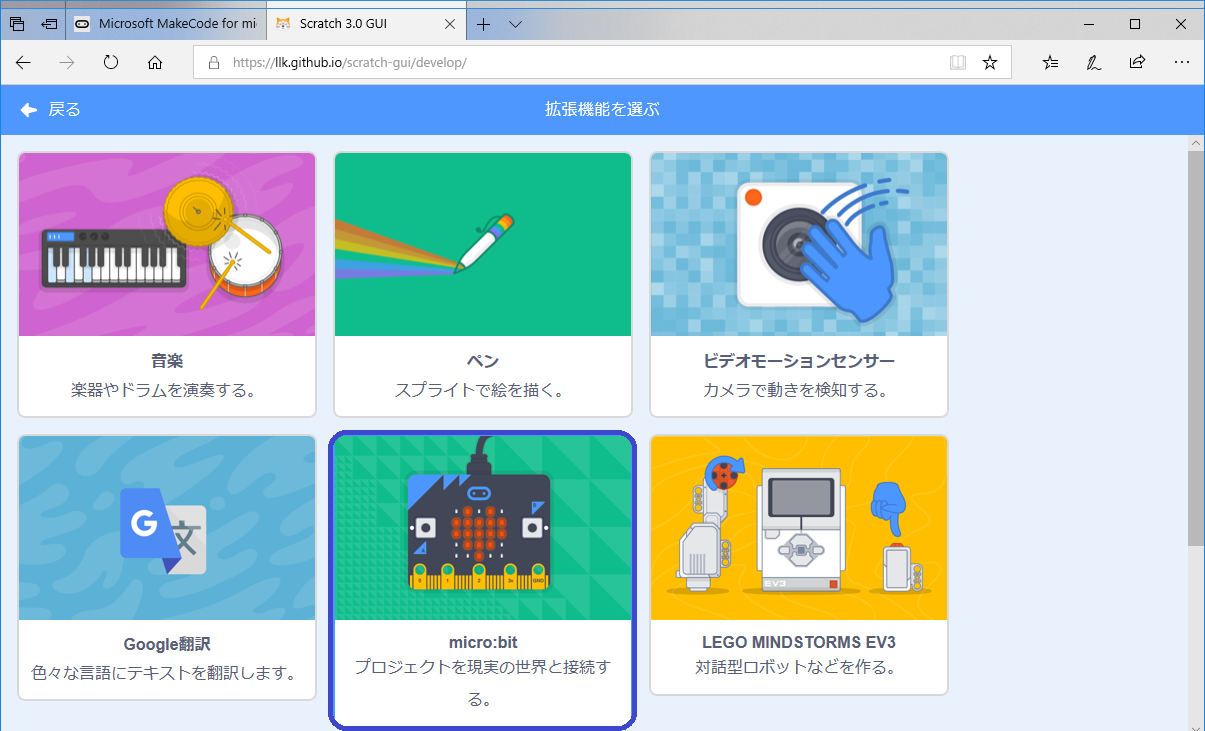 Microsoft MakeCode for mi
Scratch 3.0 GUI
https://llk.github.io/scratch-gui/develop/
戻る
拡張機能を選ぶ
音楽
楽器やドラムを演奏する。
ペン
スプライトで絵を描く。
ビデオモーションセンサー
カメラで動きを検知する。
G 文
Google翻訳
色々な言語にテキストを翻訳します。
B
A
0 1 2 3v GND
micro:bit
プロジェクトを現実の世界と接続す
る。
EV3
LEGO MINDSTORMS EV3
対話型ロボットなどを作る。